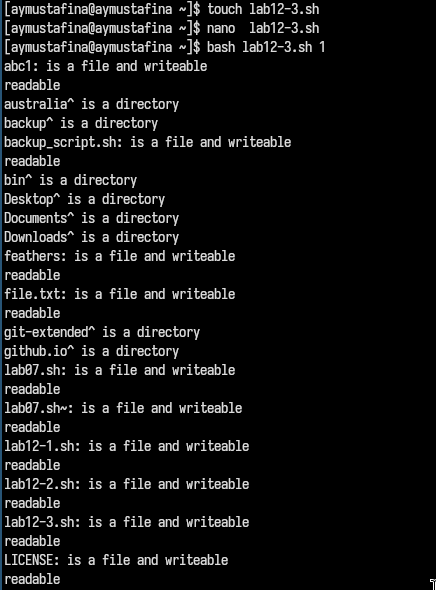 [aymustafina@aymustafina ~]$ touch lab12-3.sh
[aymustafina@aymustafina ~]$ nano  lab12-3.sh
[aymustafina@aymustafina ~]$ bash lab12-3.sh 1
abc1: is a file and writeable
readable
australia^ is a directory
backup^ is a directory
backup_script.sh: is a file and writeable
readable
bin^ is a directory
Desktop^ is a directory
Documents^ is a directory
Downloads^ is a directory
feathers: is a file and writeable
readable
file.txt: is a file and writeable
readable
git-extended^ is a directory
github.io^ is a directory
lab07.sh: is a file and writeable
readable
lab07.sh~: is a file and writeable
readable
lab12-1.sh: is a file and writeable
readable
lab12-2.sh: is a file and writeable
readable
lab12-3.sh: is a file and writeable
readable
LICENSE: is a file and writeable
readable